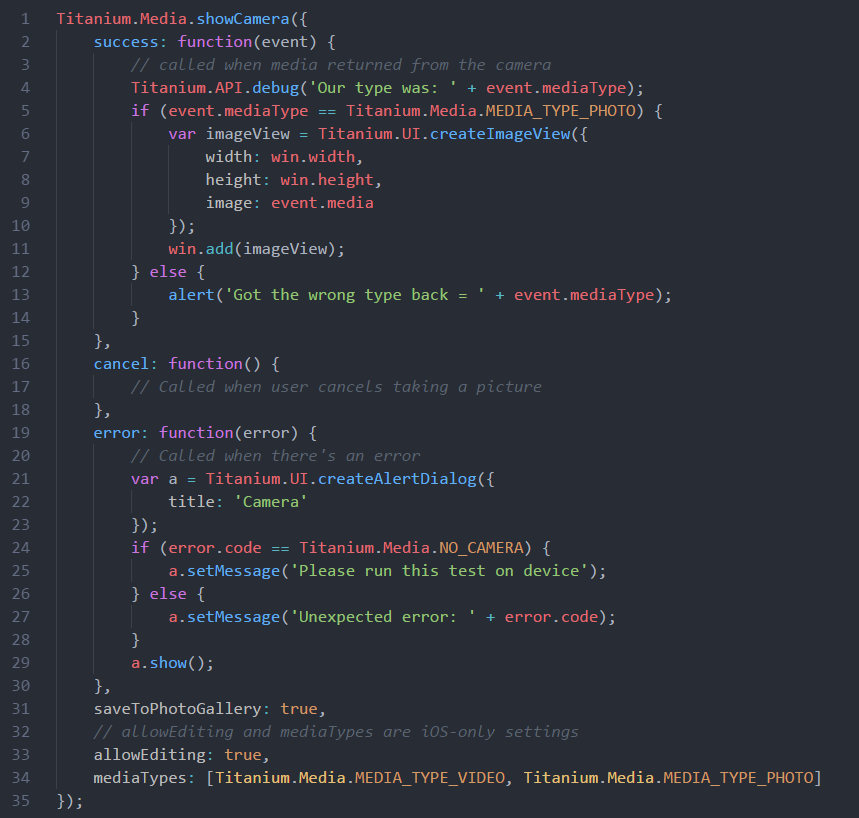 1 Titanium.Media.showCamera({
2     success: function(event) {
3         // called when media returned from the camera
4         Titanium.API.debug('Our type was: ' + event.mediaType);
5         if (event.mediaType == Titanium.Media.MEDIA_TYPE_PHOTO) {
6             var imageView = Titanium.UI.createImageView({
7                 width: win.width,
8                 height: win.height,
9                 image: event.media
10             });
11             win.add(imageView);
12         } else {
13             alert('Got the wrong type back = ' + event.mediaType);
14         }
15     },
16     cancel: function() {
17         // Called when user cancels taking a picture
18     },
19     error: function(error) {
20         // Called when there's an error
21         var a = Titanium.UI.createAlertDialog({
22             title: 'Camera'
23         });
24         if (error.code == Titanium.Media.NO_CAMERA) {
25             a.setMessage('Please run this test on device');
26         } else {
27             a.setMessage('Unexpected error: ' + error.code);
28         }
29         a.show();
30     },
31     saveToPhotoGallery: true,
32     // allowEditing and mediaTypes are iOS-only settings
33     allowEditing: true,
34     mediaTypes: [Titanium.Media.MEDIA_TYPE_VIDEO, Titanium.Media.MEDIA_TYPE_PHOTO]
35 });